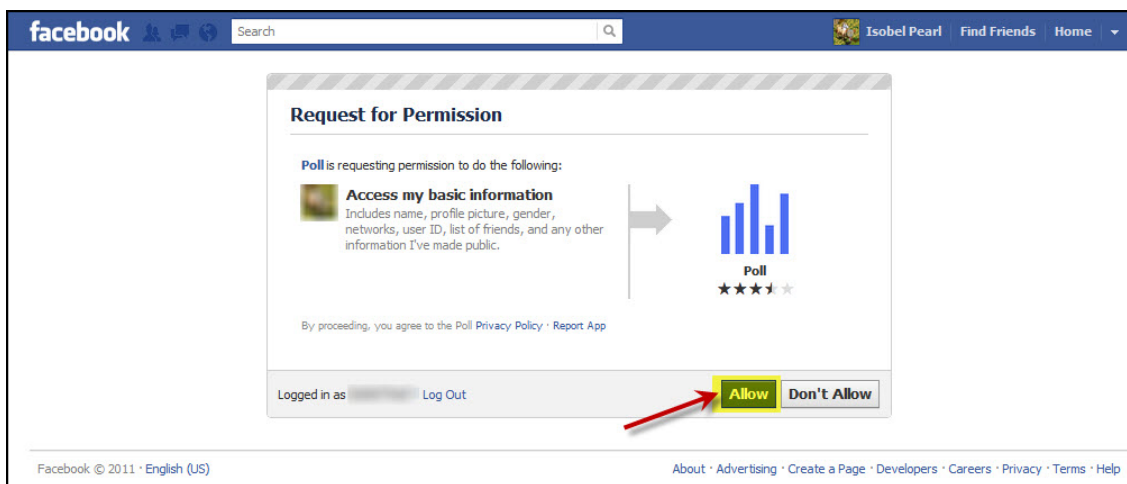 facebook
Search
Isobel Pearl
Find Friends
Home
Request for Permission
Poll is requesting permission to do the following:
Access my basic information
Includes name, profile picture, gender,
networks, user ID, list of friends, and any other
information I've made public.
Poll
By proceeding, you agree to the Poll Privacy Policy · Report App
Logged in as Log Out
Allow
Don't Allow
Facebook © 2011 · English (US)
About · Advertising · Create a Page · Developers · Careers · Privacy · Terms · Help